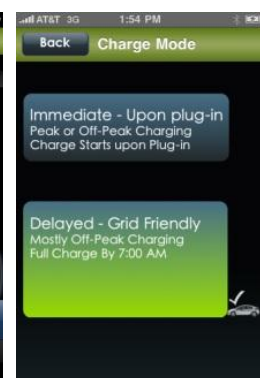 AT&T 3G 1:54 PM
Back Charge Mode
Immediate - Upon plug-in
Peak or Off-Peak Charging
Charge Starts upon Plug-in
Delayed - Grid Friendly
Mostly Off-Peak Charging
Full Charge By 7:00 AM